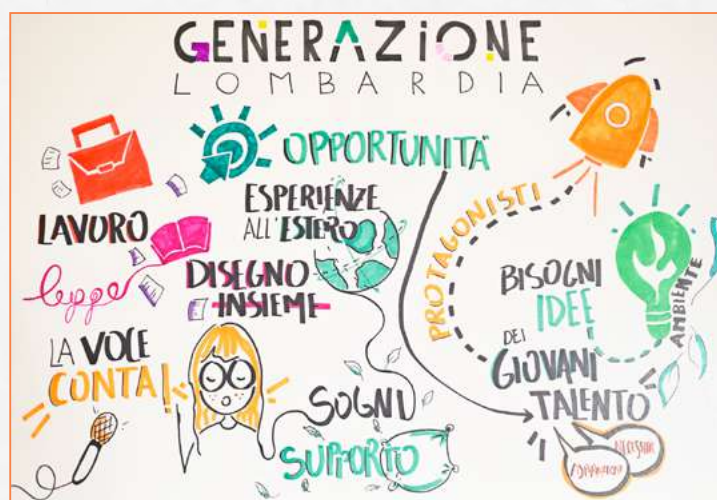 GENERAZIONE
LOMBARDIA
OPPORTUNITÀ
LAVORO
ESPERIENZE
ALL'ESTERO
legge
DISEGNO
INSIEME
LA VOCE
CONTA!
SOGNI
SUPPORTO
PROTAGONISTI
BISOGNI
IDEE
DEI
GIOVANI
TALENTO
AMBIENTE
NECESSITÀ